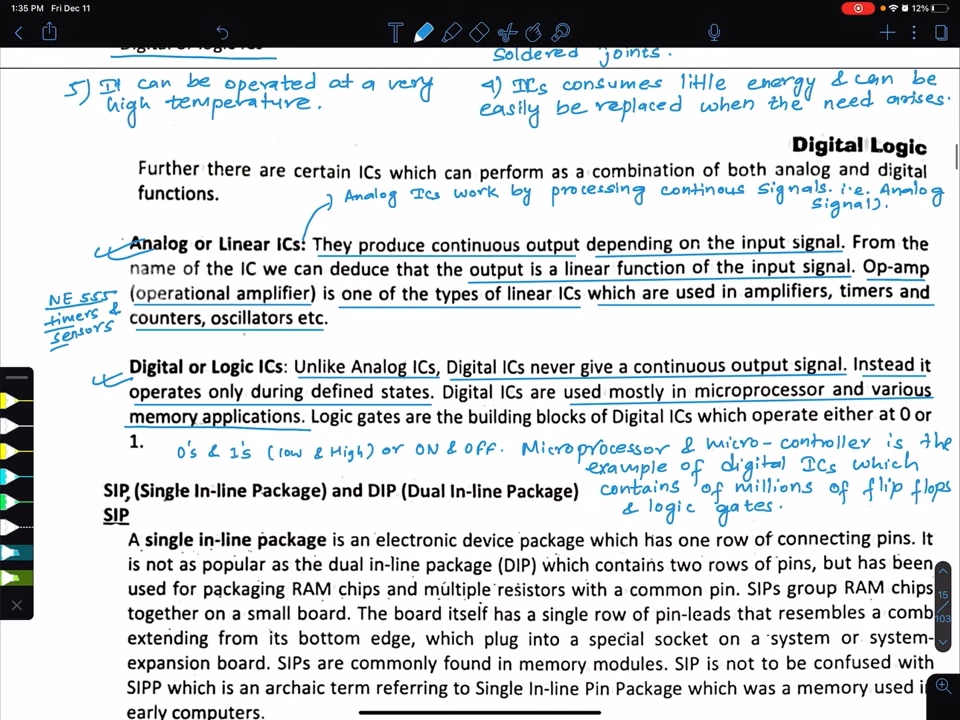 1:35 PM Fri Dec 11
12%
T
soldered joints.
5) It can be operated at a very
high temperature.
4) ICs consumes little energy & can be
easily be replaced when the need arises.
Digital Logic
Further there are certain ICs which can perform as a combination of both analog and digital
functions.
Analog ICs work by processing continous signals. i.e. Analog
Signal).
Analog or Linear ICs: They produce continuous output depending on the input signal. From the
name of the IC we can deduce that the output is a linear function of the input signal. Op-amp
(operational amplifier) is one of the types of linear ICs which are used in amplifiers, timers and
counters, oscillators etc.
NE 555
timers &
sensors
Digital or Logic ICs: Unlike Analog ICs, Digital ICs never give a continuous output signal. Instead it
operates only during defined states. Digital ICs are used mostly in microprocessor and various
memory applications. Logic gates are the building blocks of Digital ICs which operate either at 0 or
1.
0's & 1's (low & High) or ON & OFF. Microprocessor & micro-controller is the
example of digital ICs which
contains of millions of flip flops
& logic gates.
SIP (Single In-line Package) and DIP (Dual In-line Package)
SIP
A single in-line package is an electronic device package which has one row of connecting pins. It
is not as popular as the dual in-line package (DIP) which contains two rows of pins, but has been
used for packaging RAM chips and multiple resistors with a common pin. SIPs group RAM chips
together on a small board. The board itself has a single row of pin-leads that resembles a comb
extending from its bottom edge, which plug into a special socket on a system or system-
expansion board. SIPs are commonly found in memory modules. SIP is not to be confused with
SIPP which is an archaic term referring to Single In-line Pin Package which was a memory used i
early computers.
15
103